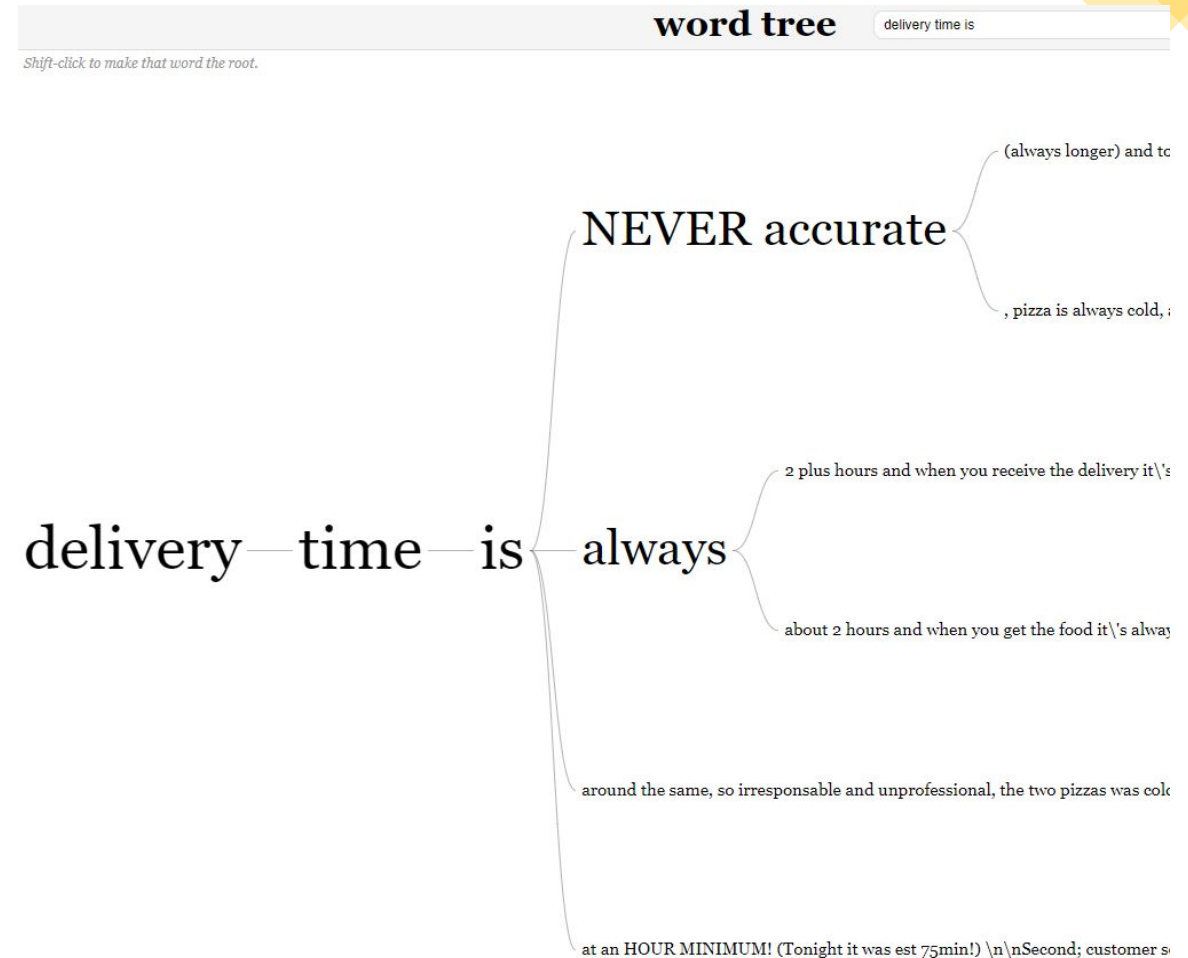 word tree
delivery time is
Shift-click to make that word the root.
(always longer) and to
NEVER accurate
, pizza is always cold,
2 plus hours and when you receive the delivery it\'s
delivery time is
always
about 2 hours and when you get the food it\'s
around the same, so irresponsable and unprofessional, the two pizzas was
at an HOUR MINIMUM! (Tonight it was est 75min!) \n\nSecond; customer